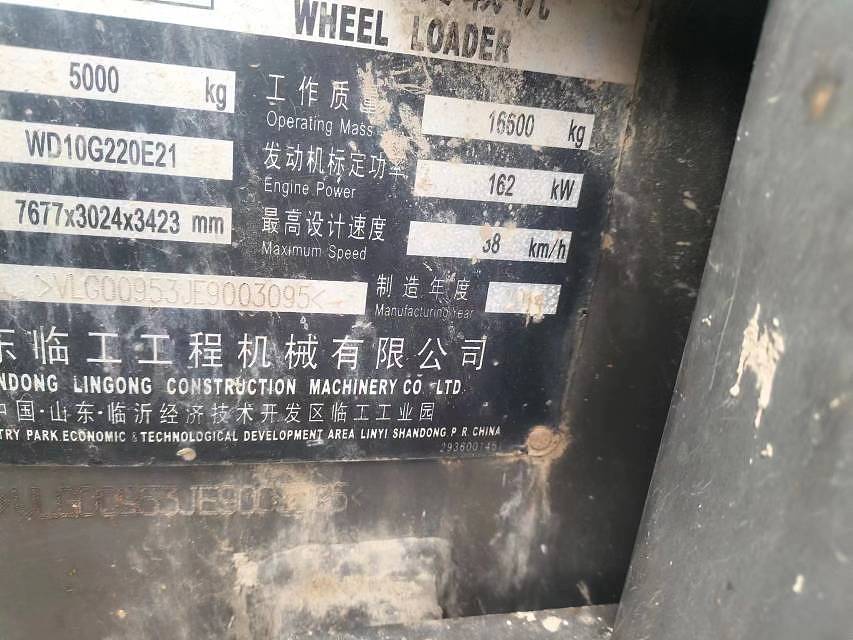 WHEEL LOADER
5000 kg
工作质量 16600 kg
Operating Mass
WD10G220E21
发动机标定功率 162 kW
Engine Power
7677x3024x3423 mm
最高设计速度 38 km/h
Maximum Speed
>VLG00953JE9003095<
制造年度
Manufacturing Year
东临工工程机械有限公司
NDONG LINGONG CONSTRUCTION MACHINERY CO LTD.
中国·山东·临沂经济技术开发区临工工业园
TRY PARK ECONOMIC & TECHNOLOGICAL DEVELOPMENT AREA LINYI SHANDONG, P. R. CHINA